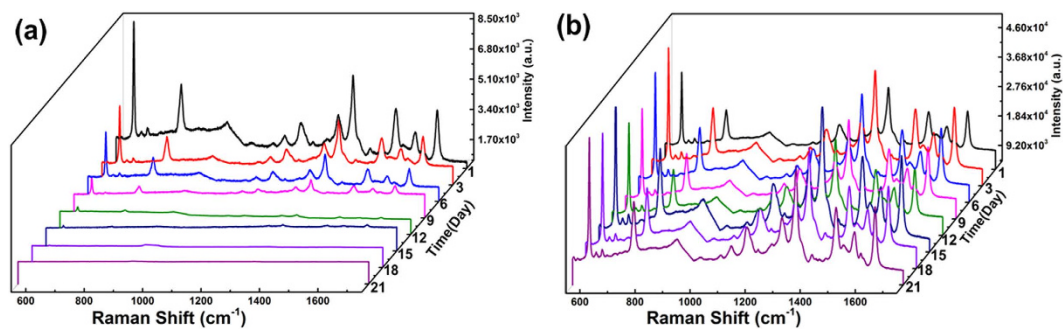 (a)
8.50x10³
6.80x10³
5.10x10³
3.40x10³
1.70x10³
Intensity (a.u.)
1
3
6
9
12
15
18
21
Time(Day)
600 800 1000 1200 1400 1600
Raman Shift (cm⁻¹)
(b)
4.60x10⁴
3.68x10⁴
2.76x10⁴
1.84x10⁴
9.20x10³
Intensity (a.u.)
1
3
6
9
12
15
18
21
Time(Day)
600 800 1000 1200 1400 1600
Raman Shift (cm⁻¹)